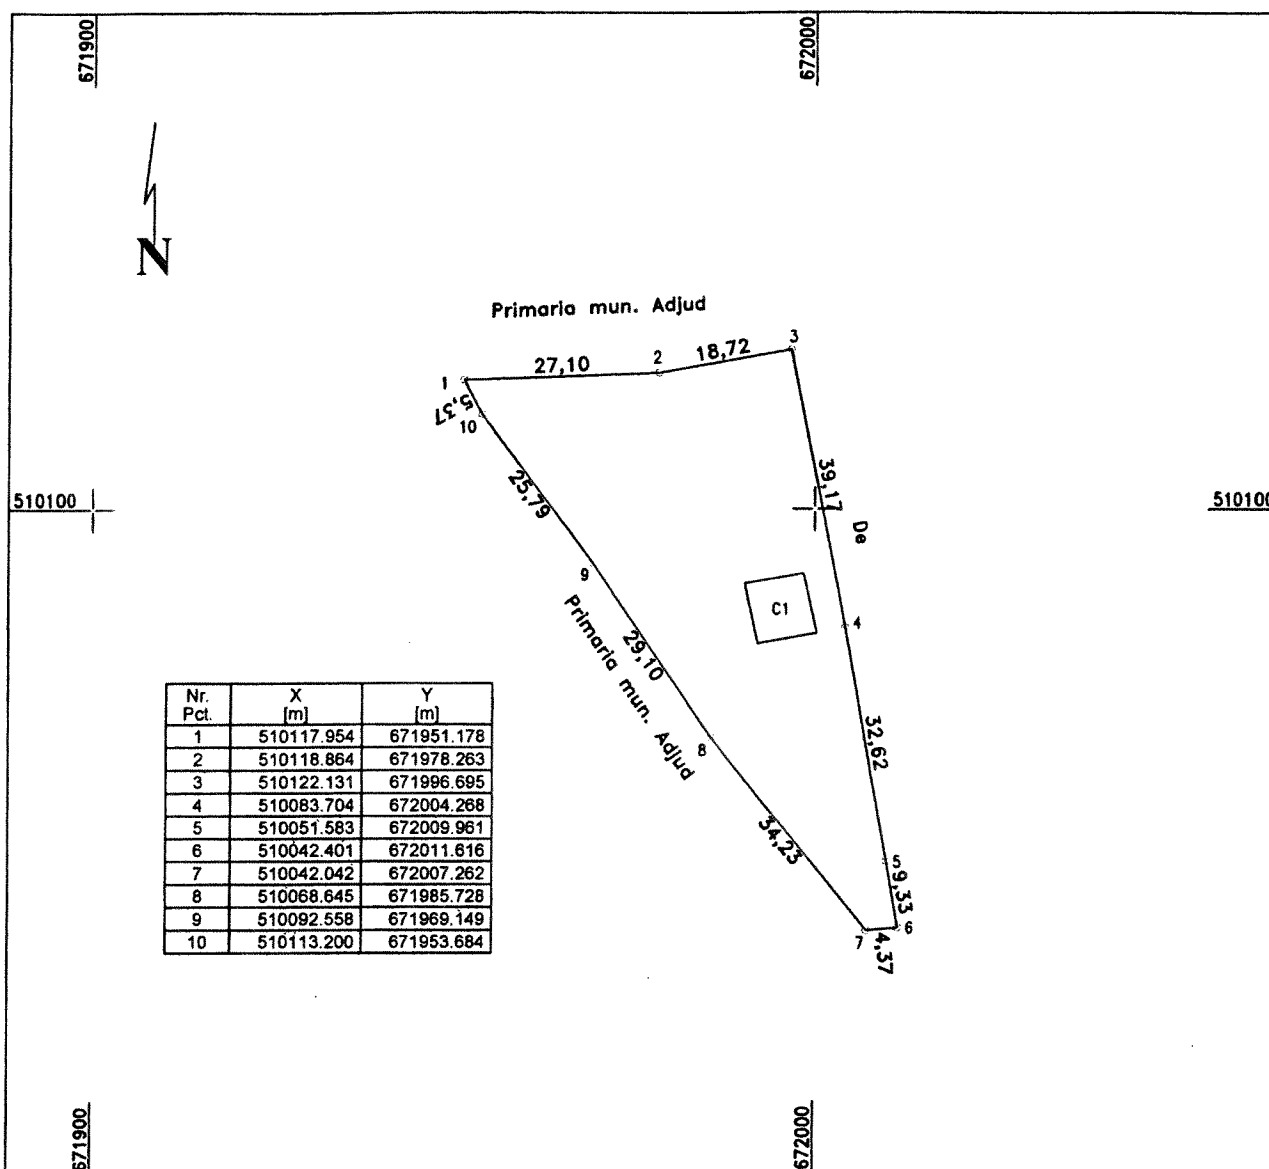 671900
672000
N
Primaria mun. Adjud
1
27,10
2
18,72
3
5,37
10
25,79
39,17
510100
510100
De
9
C1
4
Primaria mun. Adjud
29,10
8
32,62
34,23
5
9,33
6
7
4,37
Nr. Pct. X [m] Y [m]
1 510117.954 671951.178
2 510118.864 671978.263
3 510122.131 671996.695
4 510083.704 672004.268
5 510051.583 672009.961
6 510042.401 672011.616
7 510042.042 672007.262
8 510068.645 671985.728
9 510092.558 671969.149
10 510113.200 671953.684
671900
672000